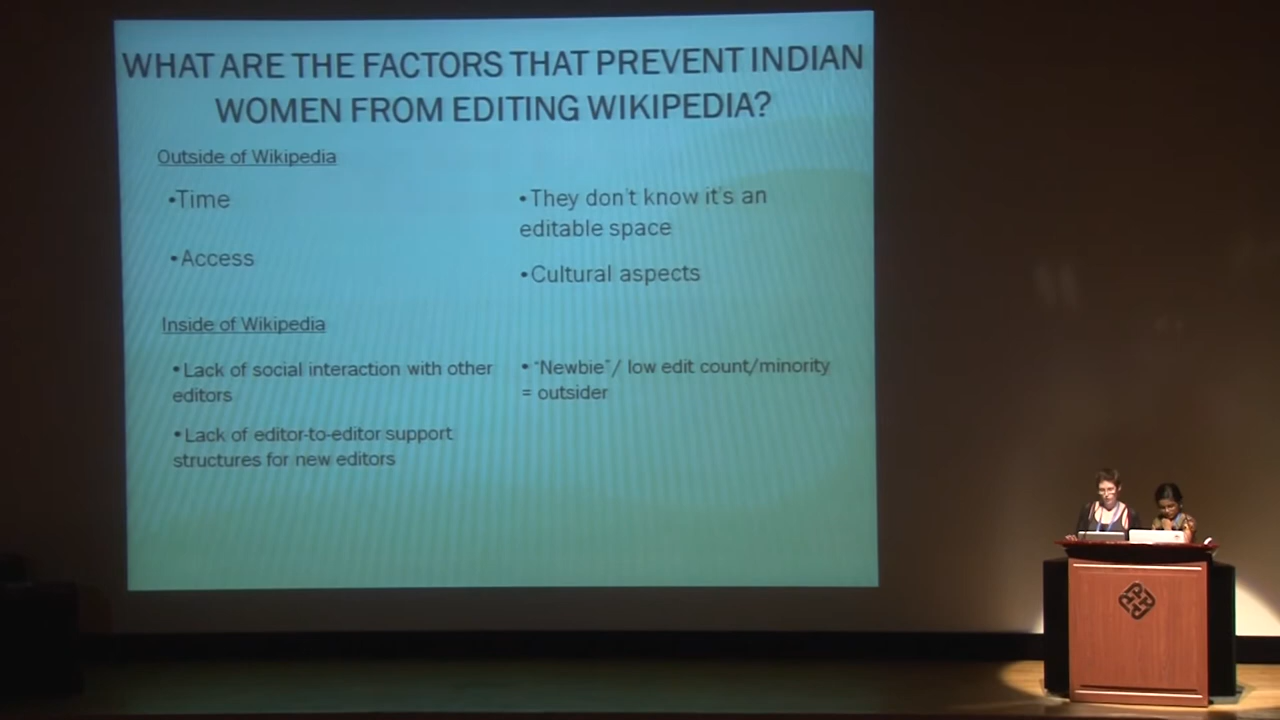 WHAT ARE THE FACTORS THAT PREVENT INDIAN
WOMEN FROM EDITING WIKIPEDIA?
Outside of Wikipedia
•Time
•Access
•They don't know it's an
editable space
•Cultural aspects
Inside of Wikipedia
•Lack of social interaction with other
editors
•Lack of editor-to-editor support
structures for new editors
• "Newbie"/ low edit count/minority
= outsider